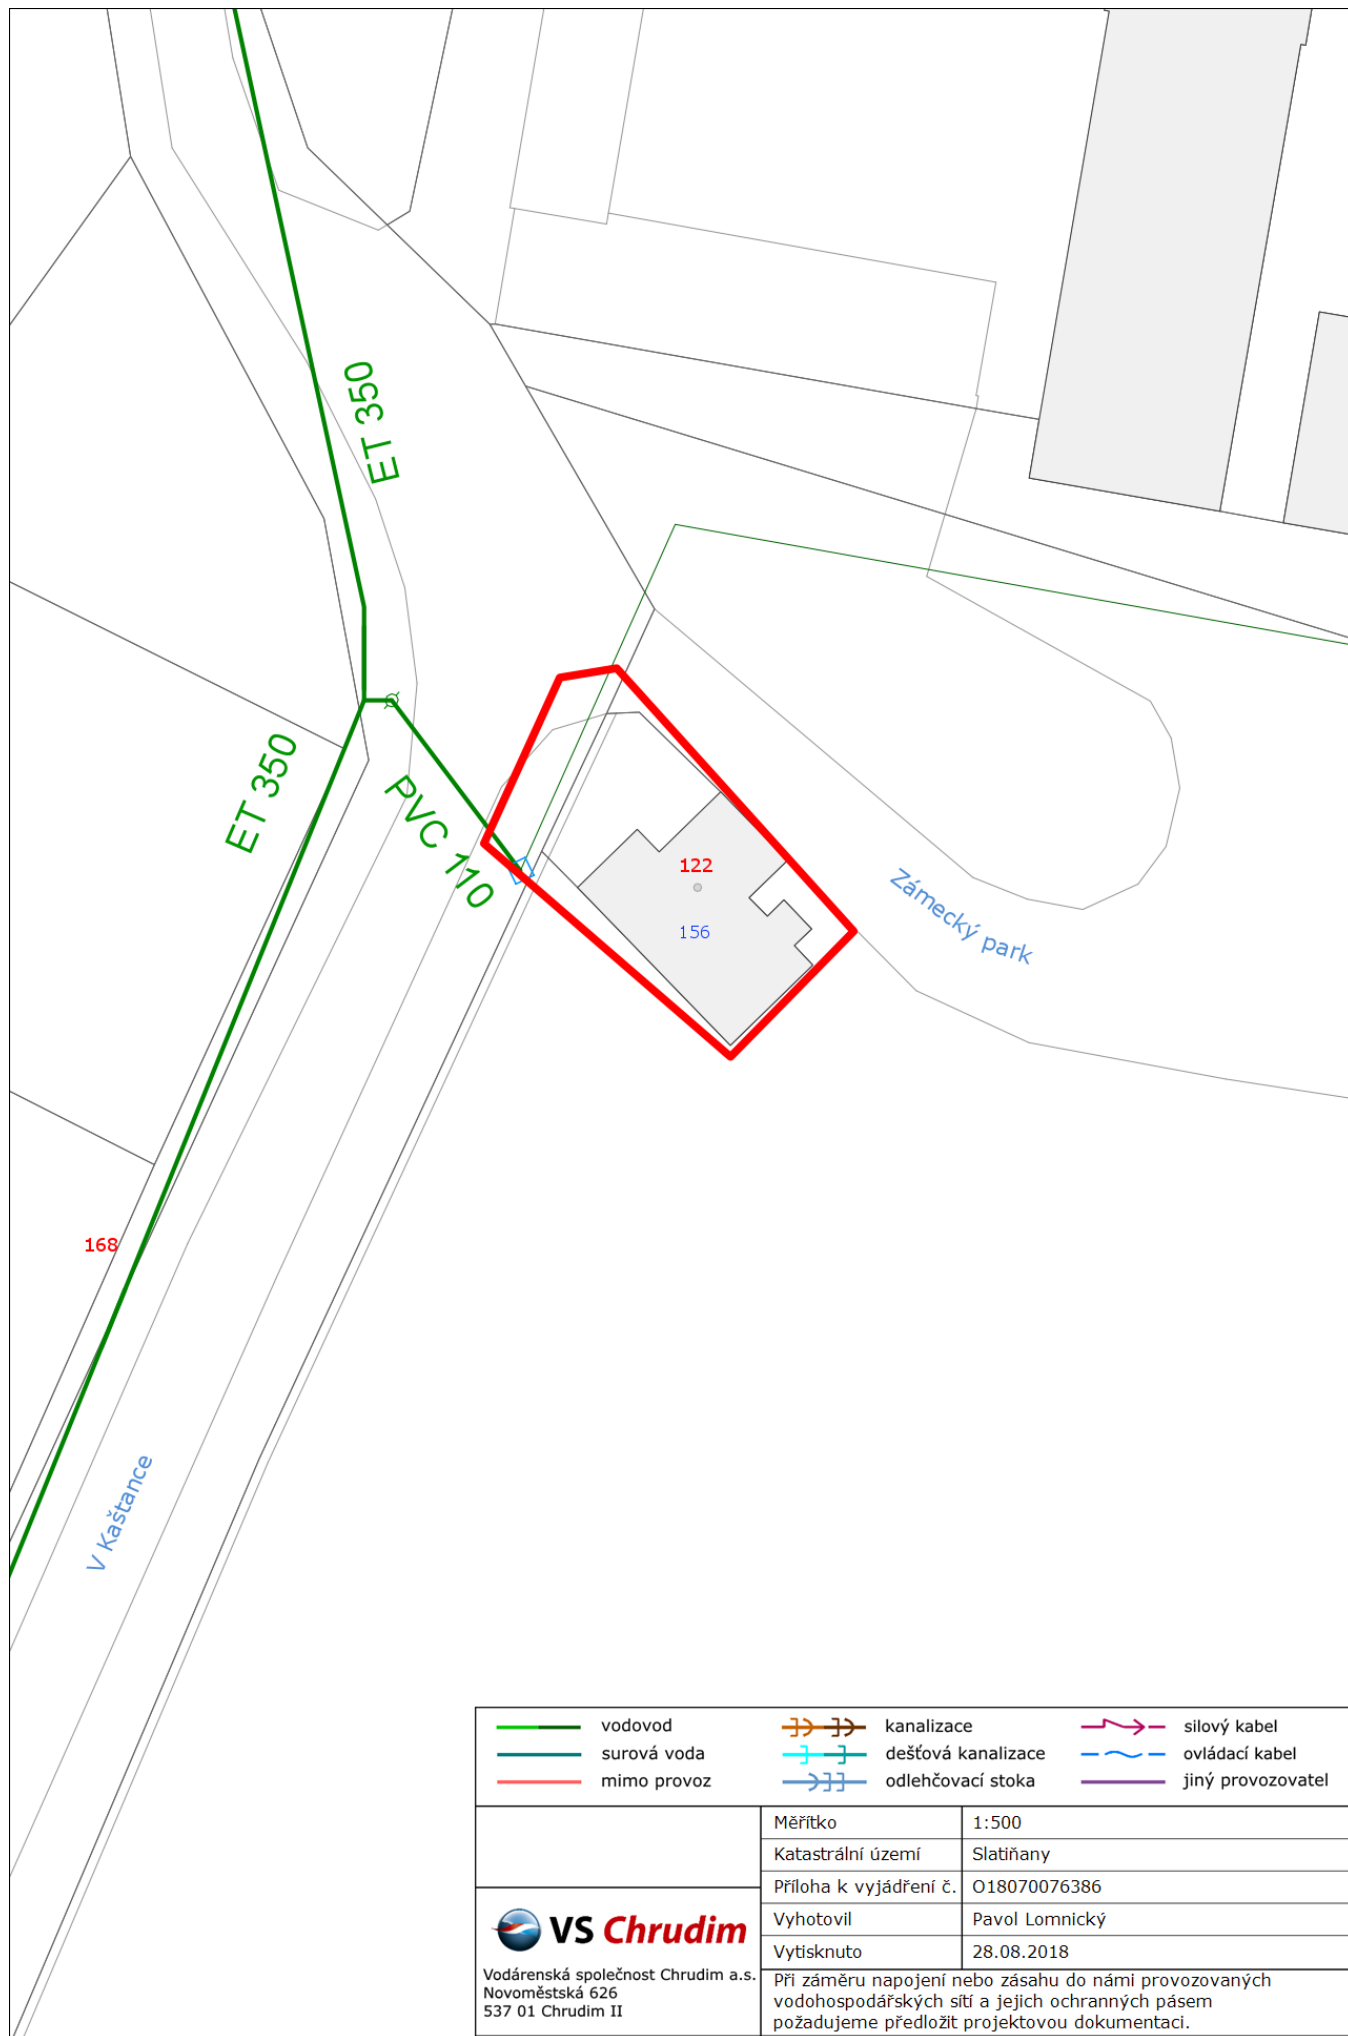 ET 350
ET 350
PVC 110
122
156
Zámecký park
168
V Kaštance
vodovod
surová voda
mimo provoz
kanalizace
dešťová kanalizace
odlehčovací stoka
silový kabel
ovládací kabel
jiný provozovatel
Měřítko 1:500
Katastrální území Slatiňany
Příloha k vyjádření č. O18070076386
Vyhotovil Pavol Lomnický
Vytisknuto 28.08.2018
VS Chrudim
Vodárenská společnost Chrudim a.s.
Novoměstská 626
537 01 Chrudim II
Při záměru napojení nebo zásahu do námi provozovaných
vodohospodářských sítí a jejich ochranných pásem
požadujeme předložit projektovou dokumentaci.